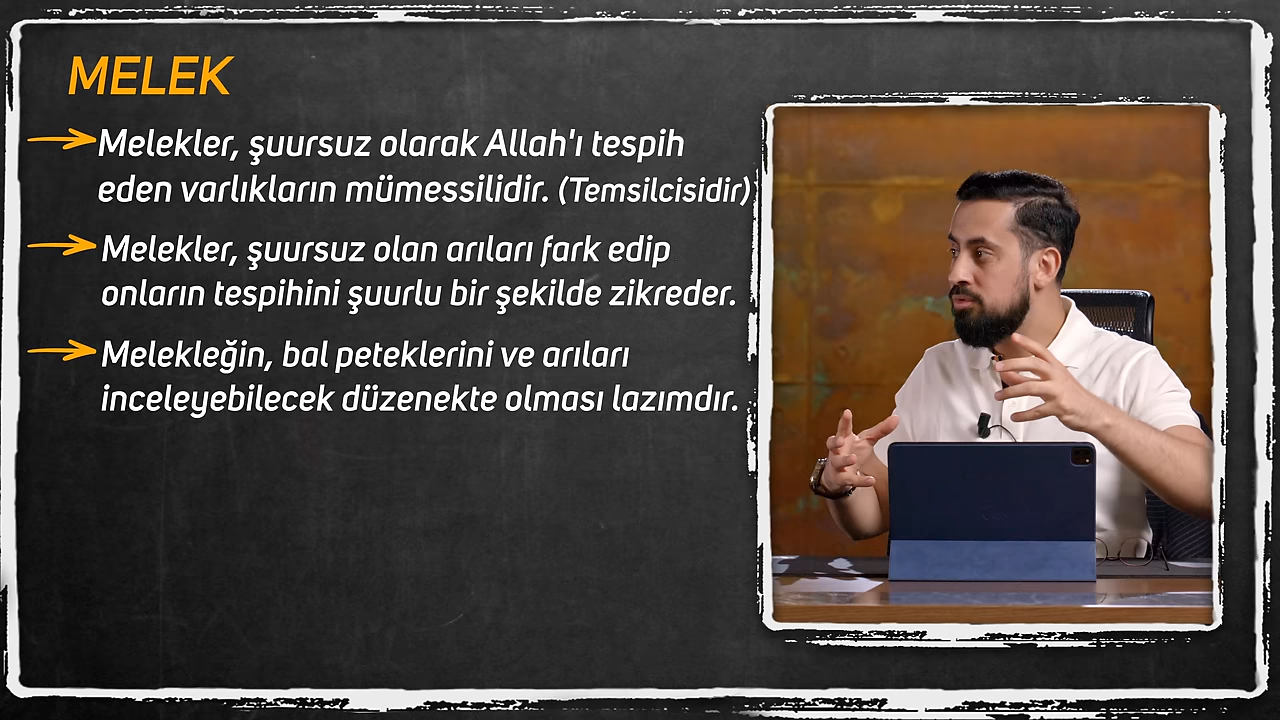 MELEK
Melekler, şuursuz olarak Allah'ı tespih
eden varlıkların mümessilidir. (Temsilcisidir)
Melekler, şuursuz olan arıları fark edip
onların tespihini şuurlu bir şekilde zikreder.
Melekleğin, bal peteklerini ve arıları
inceleyebilecek düzenekte olması lazımdır.